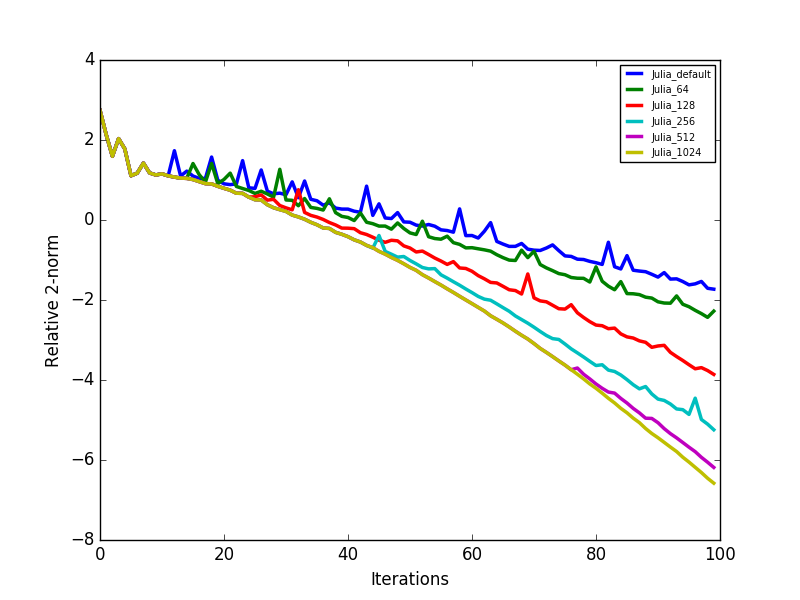 4
2
0
−2
−4
−6
−8
0
20
40
60
80
100
Relative 2-norm
Iterations
Julia_default
Julia_64
Julia_128
Julia_256
Julia_512
Julia_1024